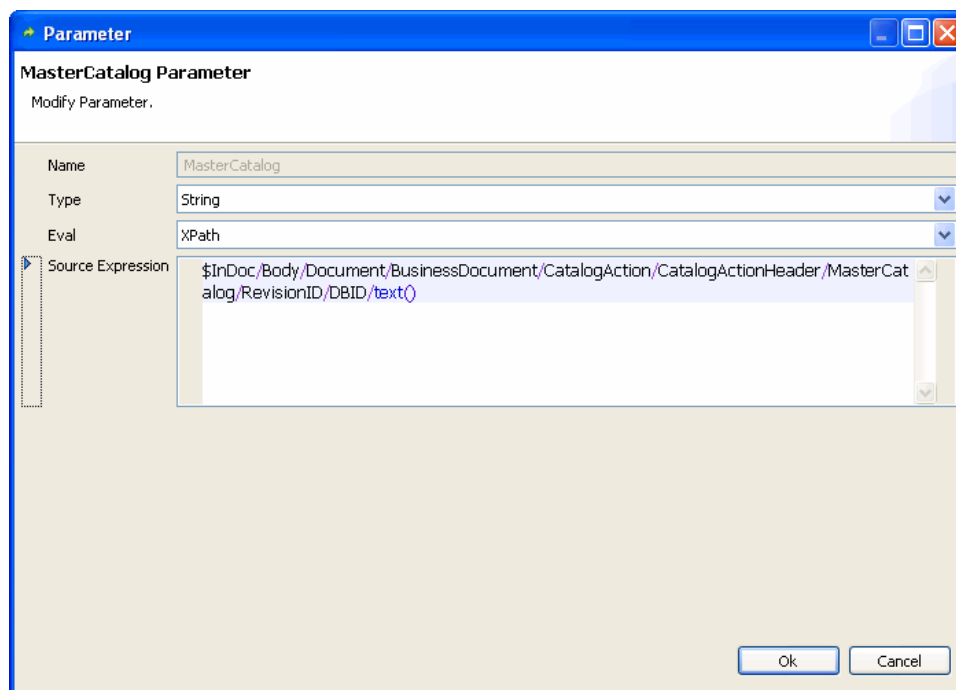 Parameter
MasterCatalog Parameter
Modify Parameter.
Name MasterCatalog
Type String
Eval XPath
Source Expression $InDoc/Body/Document/BusinessDocument/CatalogAction/CatalogActionHeader/MasterCat
alog/RevisionID/DBID/text()
Ok Cancel